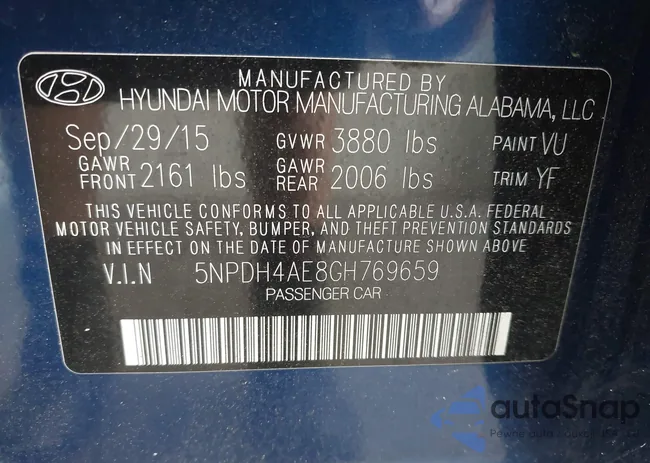 MANUFACTURED BY
HYUNDAI MOTOR MANUFACTURING ALABAMA, LLC
Sep/29/15 GVWR 3880 lbs PAINT VU
GAWR FRONT 2161 lbs GAWR REAR 2006 lbs TRIM YF
THIS VEHICLE CONFORMS TO ALL APPLICABLE U.S.A. FEDERAL
MOTOR VEHICLE SAFETY, BUMPER, AND THEFT PREVENTION STANDARDS
IN EFFECT ON THE DATE OF MANUFACTURE SHOWN ABOVE.
V.I.N 5NPDH4AE8GH769659
PASSENGER CAR
autoSnap
Pewne auto